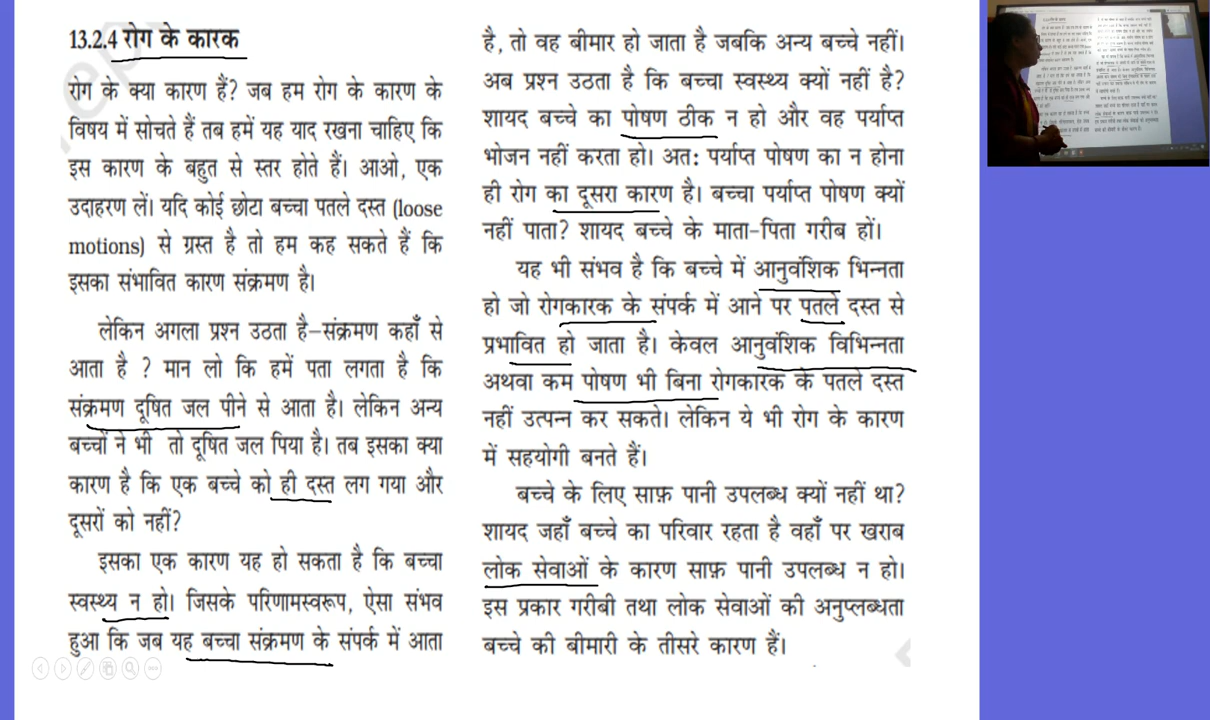 13.2.4 रोग के कारक
रोग के क्या कारण हैं? जब हम रोग के कारण के
विषय में सोचते हैं तब हमें यह याद रखना चाहिए कि
इस कारण के बहुत से स्तर होते हैं। आओ, एक
उदाहरण लें। यदि कोई छोटा बच्चा पतले दस्त (loose
motions) से ग्रस्त है तो हम कह सकते हैं कि
इसका संभावित कारण संक्रमण है।
लेकिन अगला प्रश्न उठता है–संक्रमण कहाँ से
आता है ? मान लो कि हमें पता लगता है कि
संक्रमण दूषित जल पीने से आता है। लेकिन अन्य
बच्चों ने भी तो दूषित जल पिया है। तब इसका क्या
कारण है कि एक बच्चे को ही दस्त लग गया और
दूसरों को नहीं?
इसका एक कारण यह हो सकता है कि बच्चा
स्वस्थ्य न हो। जिसके परिणामस्वरूप, ऐसा संभव
हुआ कि जब यह बच्चा संक्रमण के संपर्क में आता
है, तो वह बीमार हो जाता है जबकि अन्य बच्चे नहीं।
अब प्रश्न उठता है कि बच्चा स्वस्थ्य क्यों नहीं है?
शायद बच्चे का पोषण ठीक न हो और वह पर्याप्त
भोजन नहीं करता हो। अत: पर्याप्त पोषण का न होना
ही रोग का दूसरा कारण है। बच्चा पर्याप्त पोषण क्यों
नहीं पाता? शायद बच्चे के माता-पिता गरीब हों।
यह भी संभव है कि बच्चे में आनुवंशिक भिन्नता
हो जो रोगकारक के संपर्क में आने पर पतले दस्त से
प्रभावित हो जाता है। केवल आनुवंशिक विभिन्नता
अथवा कम पोषण भी बिना रोगकारक के पतले दस्त
नहीं उत्पन्न कर सकते। लेकिन ये भी रोग के कारण
में सहयोगी बनते हैं।
बच्चे के लिए साफ़ पानी उपलब्ध क्यों नहीं था?
शायद जहाँ बच्चे का परिवार रहता है वहाँ पर खराब
लोक सेवाओं के कारण साफ़ पानी उपलब्ध न हो।
इस प्रकार गरीबी तथा लोक सेवाओं की अनुप्लब्धता
बच्चे की बीमारी के तीसरे कारण हैं।